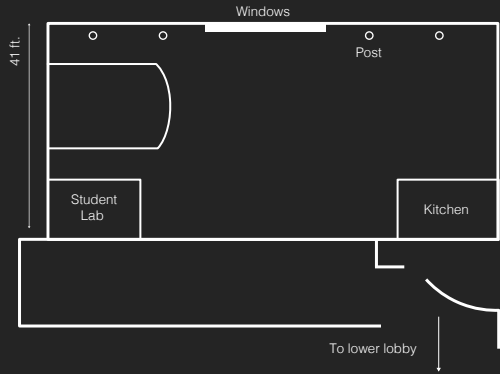 Windows
41 ft.
Post
Student
Lab
Kitchen
To lower lobby